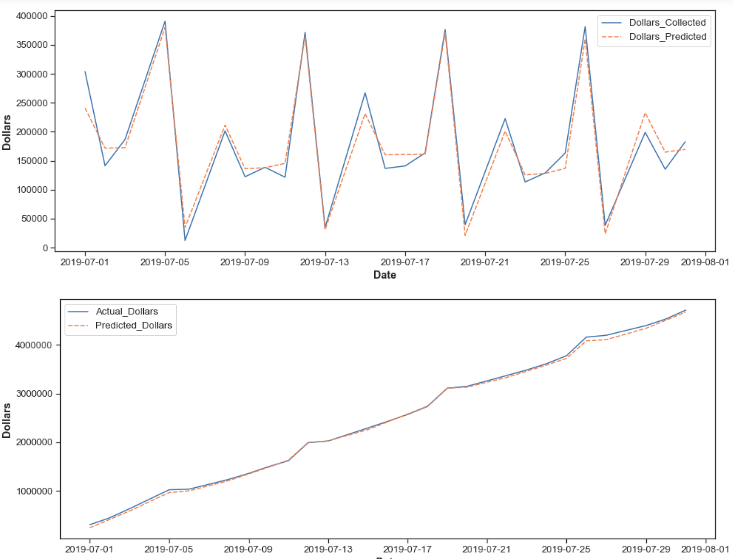 400000
350000
300000
250000
200000
150000
100000
50000
0
Dollars
Dollars_Collected
Dollars_Predicted
2019-07-01 2019-07-05 2019-07-09 2019-07-13 2019-07-17 2019-07-21 2019-07-25 2019-07-29 2019-08-01
Date
Actual_Dollars
Predicted_Dollars
4000000
3000000
2000000
1000000
Dollars
2019-07-01 2019-07-05 2019-07-09 2019-07-13 2019-07-17 2019-07-21 2019-07-25 2019-07-29 2019-08-01